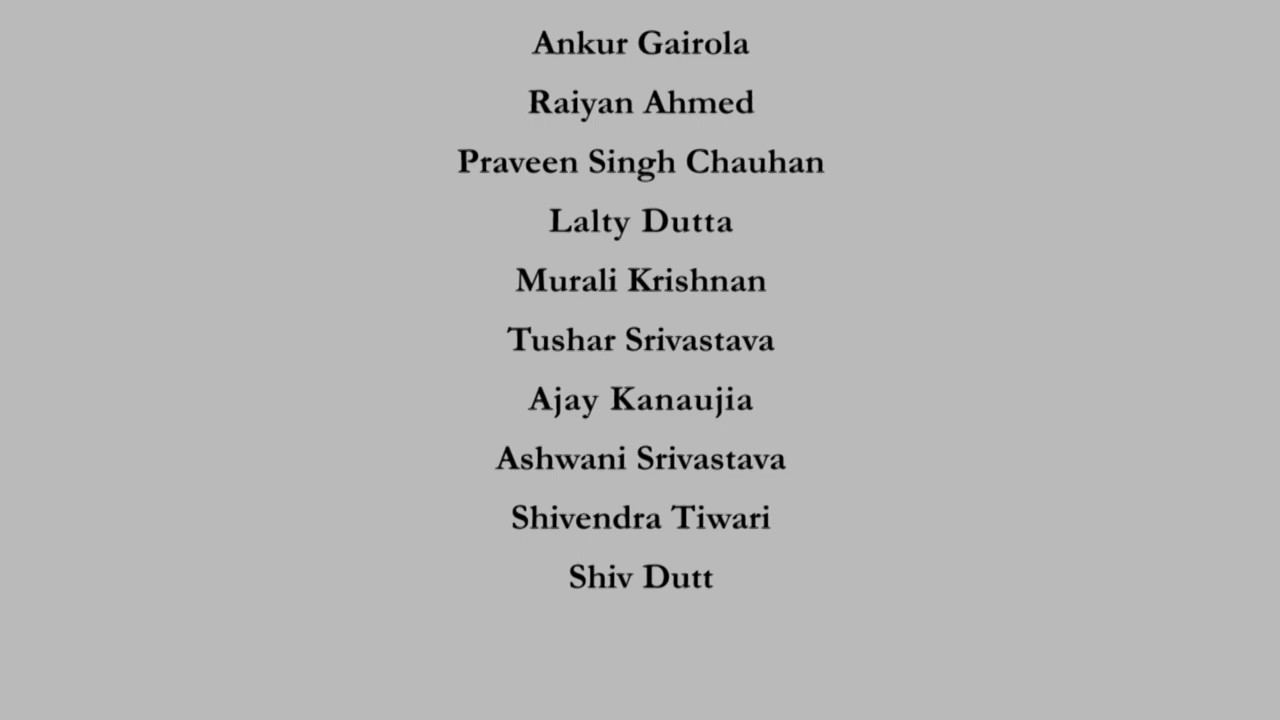 Ankur Gairola
Raiyan Ahmed
Praveen Singh Chauhan
Lalty Dutta
Murali Krishnan
Tushar Srivastava
Ajay Kanaujia
Ashwani Srivastava
Shivendra Tiwari
Shiv Dutt